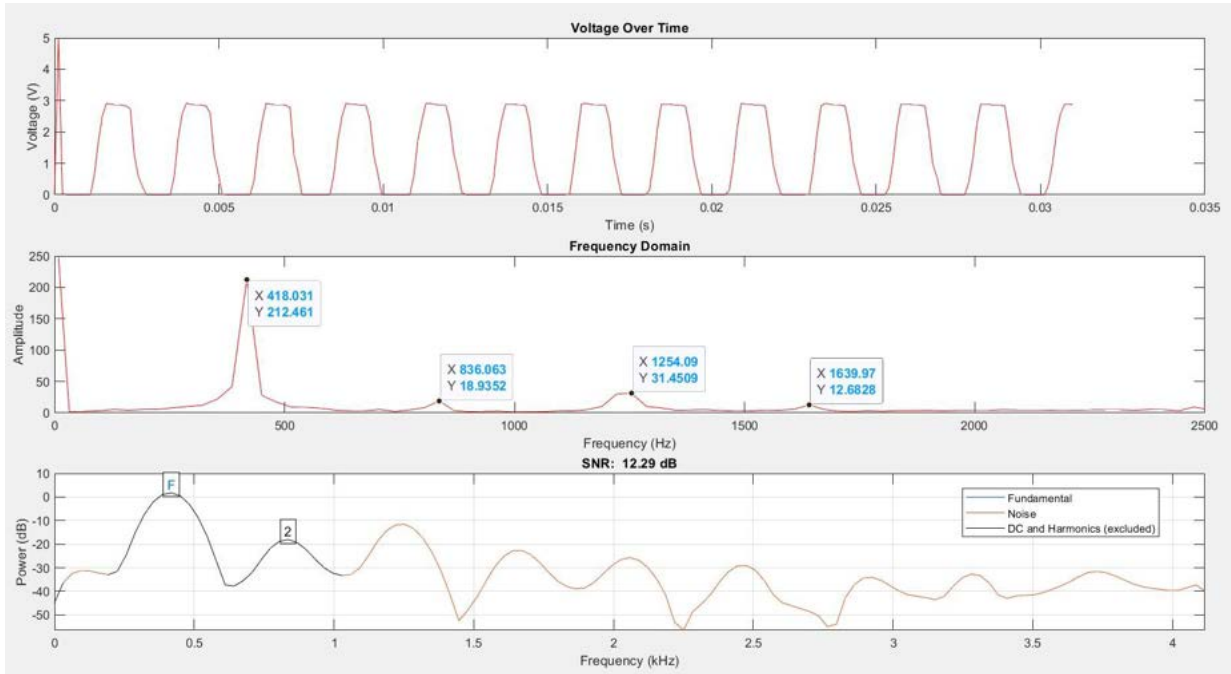 Voltage Over Time
5
4
3
2
1
0
Voltage (V)
0 0.005 0.01 0.015 0.02 0.025 0.03 0.035
Time (s)
Frequency Domain
250
200
150
100
50
0
Amplitude
X 418.031
Y 212.461
X 836.063
Y 18.9352
X 1254.09
Y 31.4509
X 1639.97
Y 12.6828
0 500 1000 1500 2000 2500
Frequency (Hz)
SNR: 12.29 dB
10
0
-10
-20
-30
-40
-50
Power (dB)
F
2
Fundamental
Noise
DC and Harmonics (excluded)
0 0.5 1 1.5 2 2.5 3 3.5 4
Frequency (kHz)